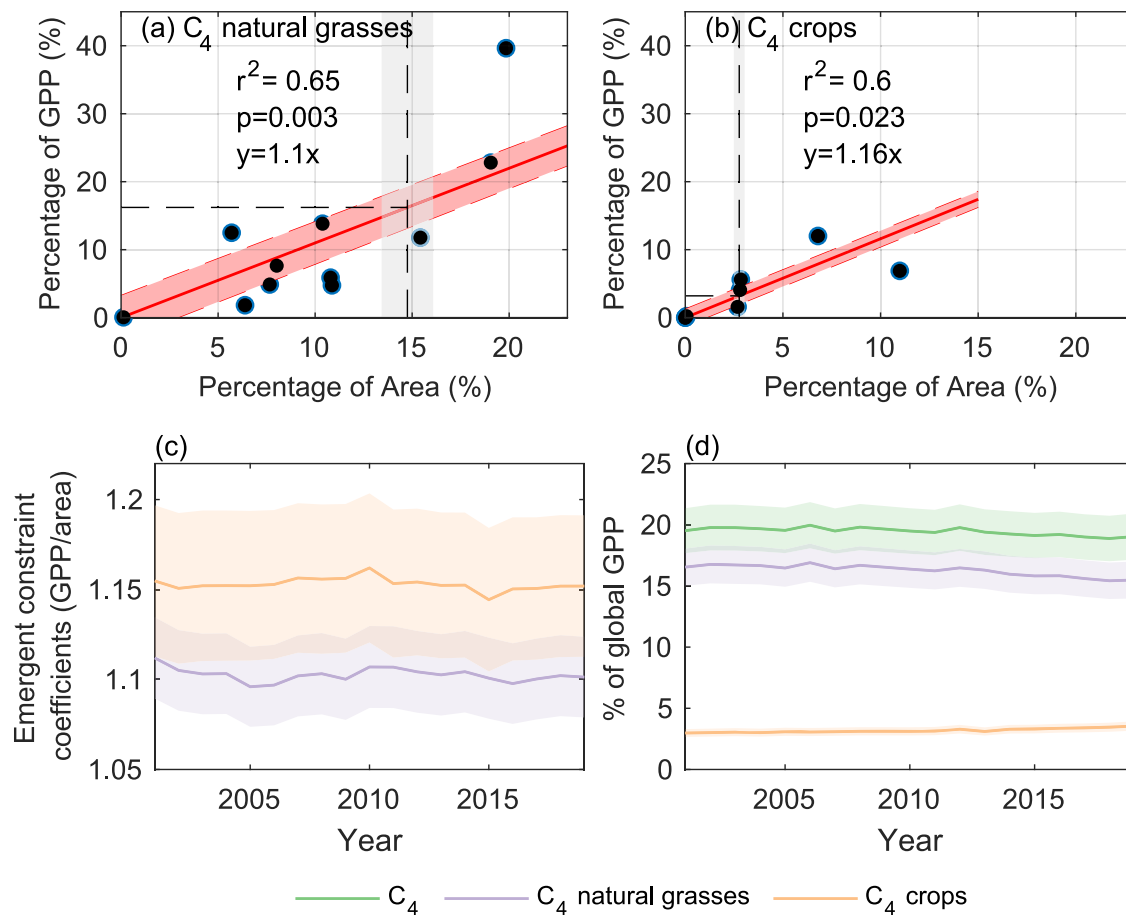 (a) C₄ natural grasses
r² = 0.65
p=0.003
y=1.1x
Percentage of GPP (%)
40
30
20
10
0
0 5 10 15 20
Percentage of Area (%)
(b) C₄ crops
r² = 0.6
p=0.023
y=1.16x
Percentage of GPP (%)
40
30
20
10
0
0 5 10 15 20
Percentage of Area (%)
(c)
Emergent constraint
coefficients (GPP/area)
1.2
1.15
1.1
1.05
2005 2010 2015
Year
(d)
% of global GPP
25
20
15
10
5
0
2005 2010 2015
Year
C₄ C₄ natural grasses C₄ crops